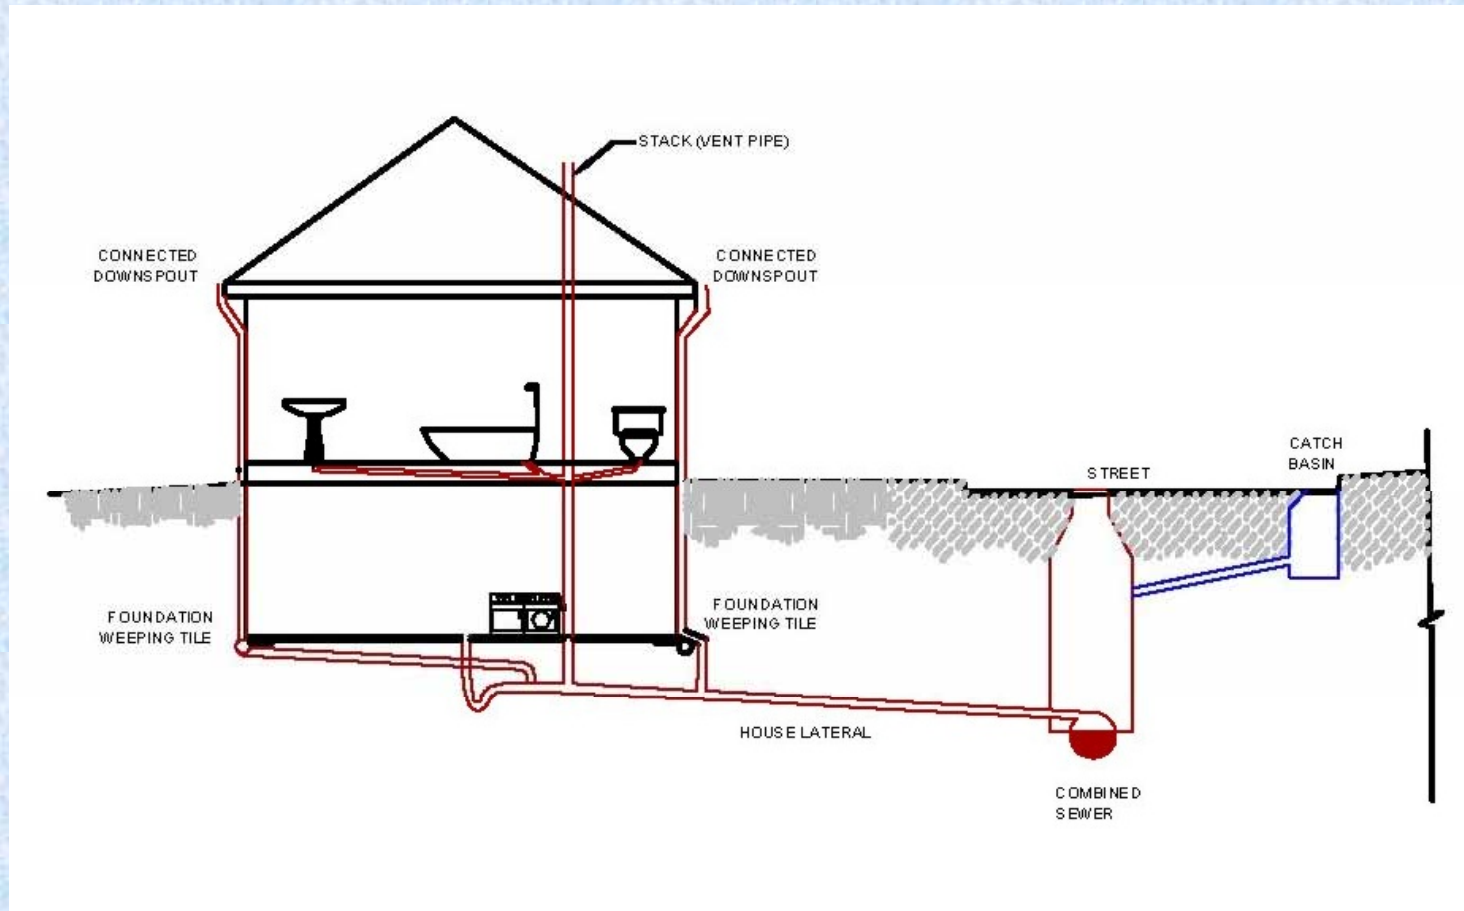 STACK (VENT PIPE)
CONNECTED
DOWNSPOUT
CONNECTED
DOWNSPOUT
CATCH
BASIN
STREET
FOUNDATION
WEEPING TILE
FOUNDATION
WEEPING TILE
HOUSE LATERAL
COMBINED
SEWER